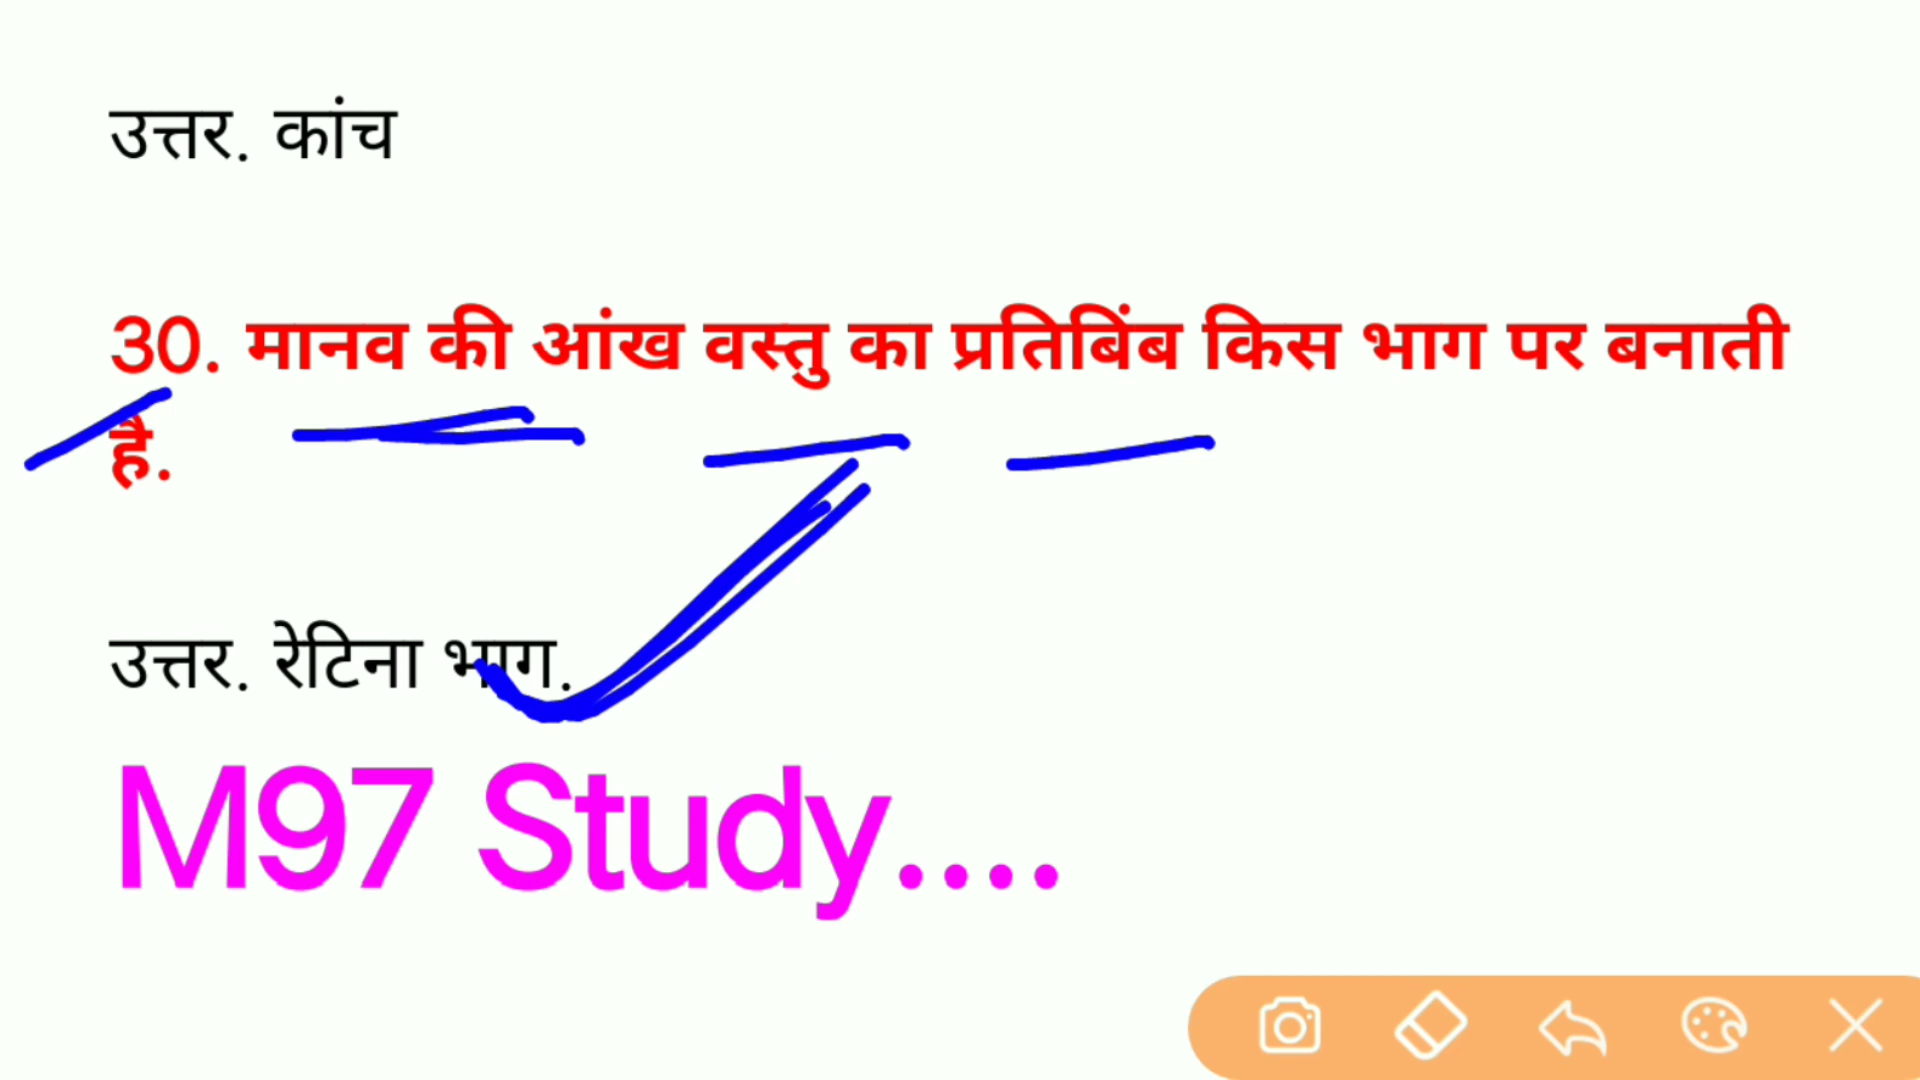 उत्तर. कांच
30. मानव की आंख वस्तु का प्रतिबिंब किस भाग पर बनाती
है.
उत्तर. रेटिना भाग.
M97 Study....